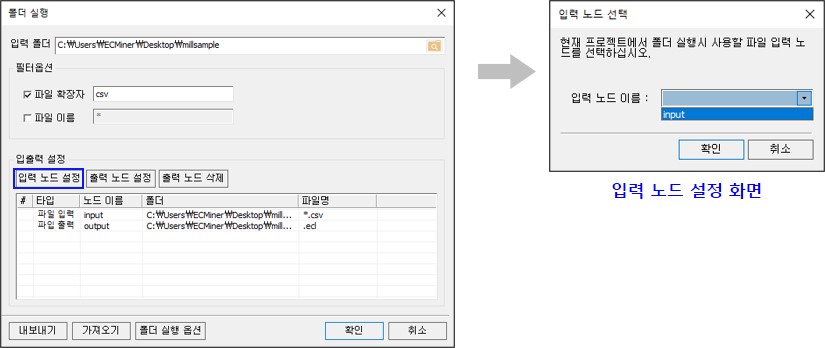 폴더 실행
입력 폴더 C:₩Users₩ECMiner₩Desktop₩millsample
필터옵션
파일 확장자 csv
파일 이름 *
입출력 설정
입력 노드 설정 출력 노드 설정 출력 노드 삭제
# 타입 노드 이름 폴더 파일명
파일 입력 input C:₩Users₩ECMiner₩Desktop₩mill... *.csv
파입 출력 output C:₩Users₩ECMiner₩Desktop₩mill... .ecl
내보내기 가져오기 폴더 실행 옵션 확인 취소
입력 노드 선택
현재 프로젝트에서 폴더 실행시 사용할 파일 입력 노
드를 선택하십시오.
입력 노드 이름 :
input
확인 취소
입력 노드 설정 화면